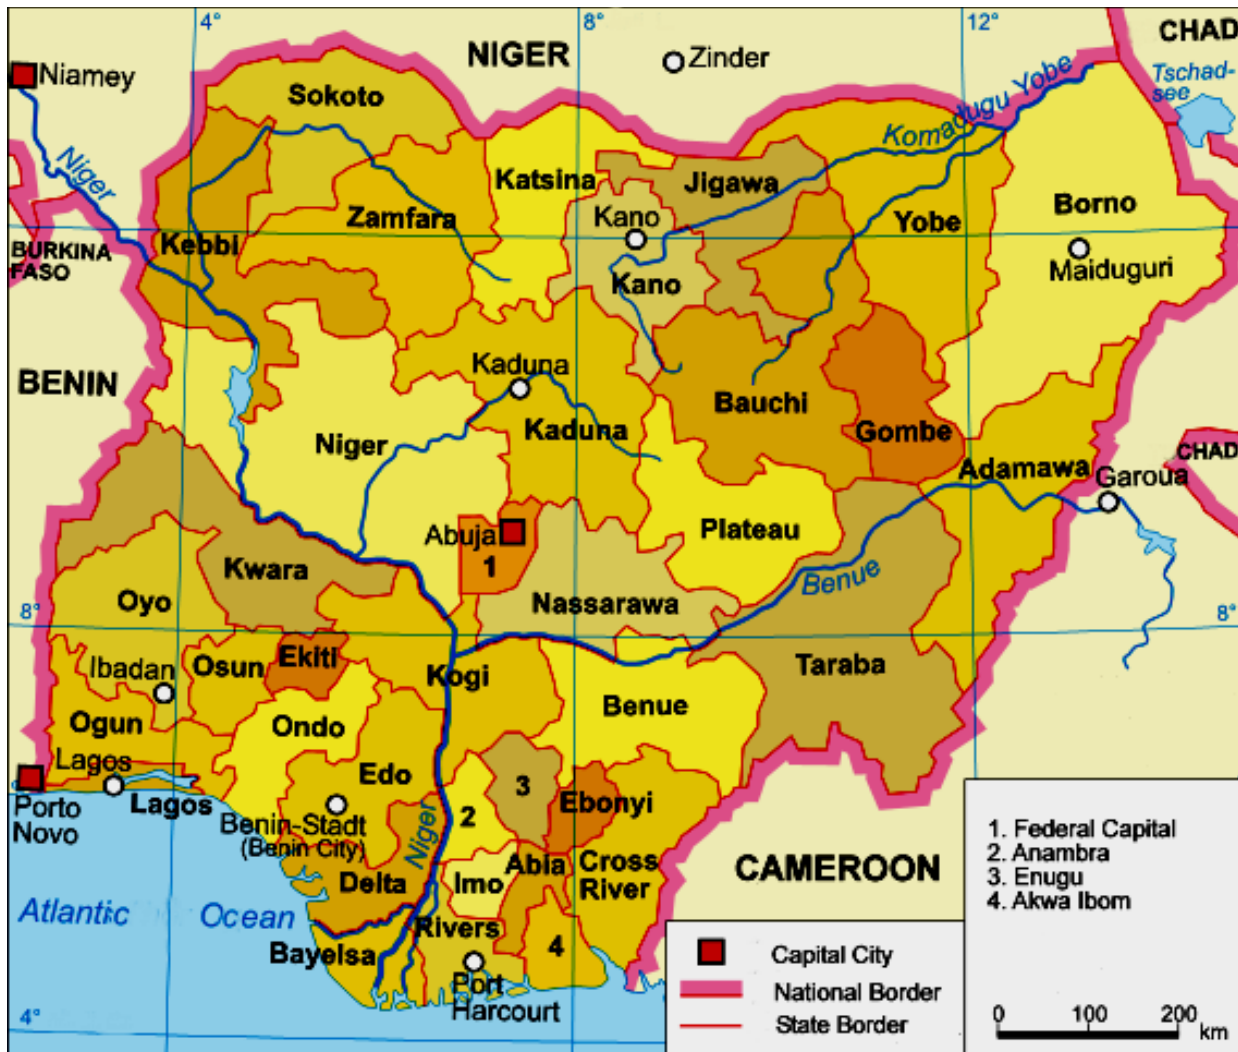 4°
8°
12°
CHAD
NIGER
Zinder
Niamey
Tschad-
see
Sokoto
Komadugu Yobe
Niger
Katsina
Jigawa
Zamfara
Kano
Yobe
Borno
Kebbi
BURKINA
FASO
Maiduguri
Kano
Kaduna
BENIN
Bauchi
Niger
Kaduna
Gombe
CHAD
Adamawa
Garoua
Abuja
Plateau
1
Kwara
Benue
Oyo
Nassarawa
8°
8°
Ibadan
Osun
Ekiti
Kogi
Taraba
Ogun
Ondo
Benue
Lagos
Edo
3
Ebonyi
Porto
Novo
Lagos
Benin-Stadt
(Benin City)
Niger
2
Abia
Cross
River
CAMEROON
Delta
Imo
Atlantic Ocean
Rivers
4
Bayelsa
Port
Harcourt
4°
1. Federal Capital
2. Anambra
3. Enugu
4. Akwa Ibom
Capital City
National Border
State Border
0 100 200
km